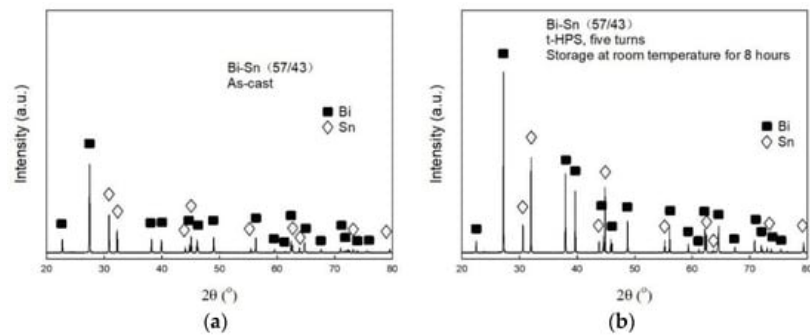 Bi-Sn（57/43）
As-cast
Bi
Sn
Intensity (a.u.)
20 30 40 50 60 70 80
2θ (°)
(a)
Bi-Sn（57/43）
t-HPS, five turns
Storage at room temperature for 8 hours
Bi
Sn
Intensity (a.u.)
20 30 40 50 60 70 80
2θ (°)
(b)